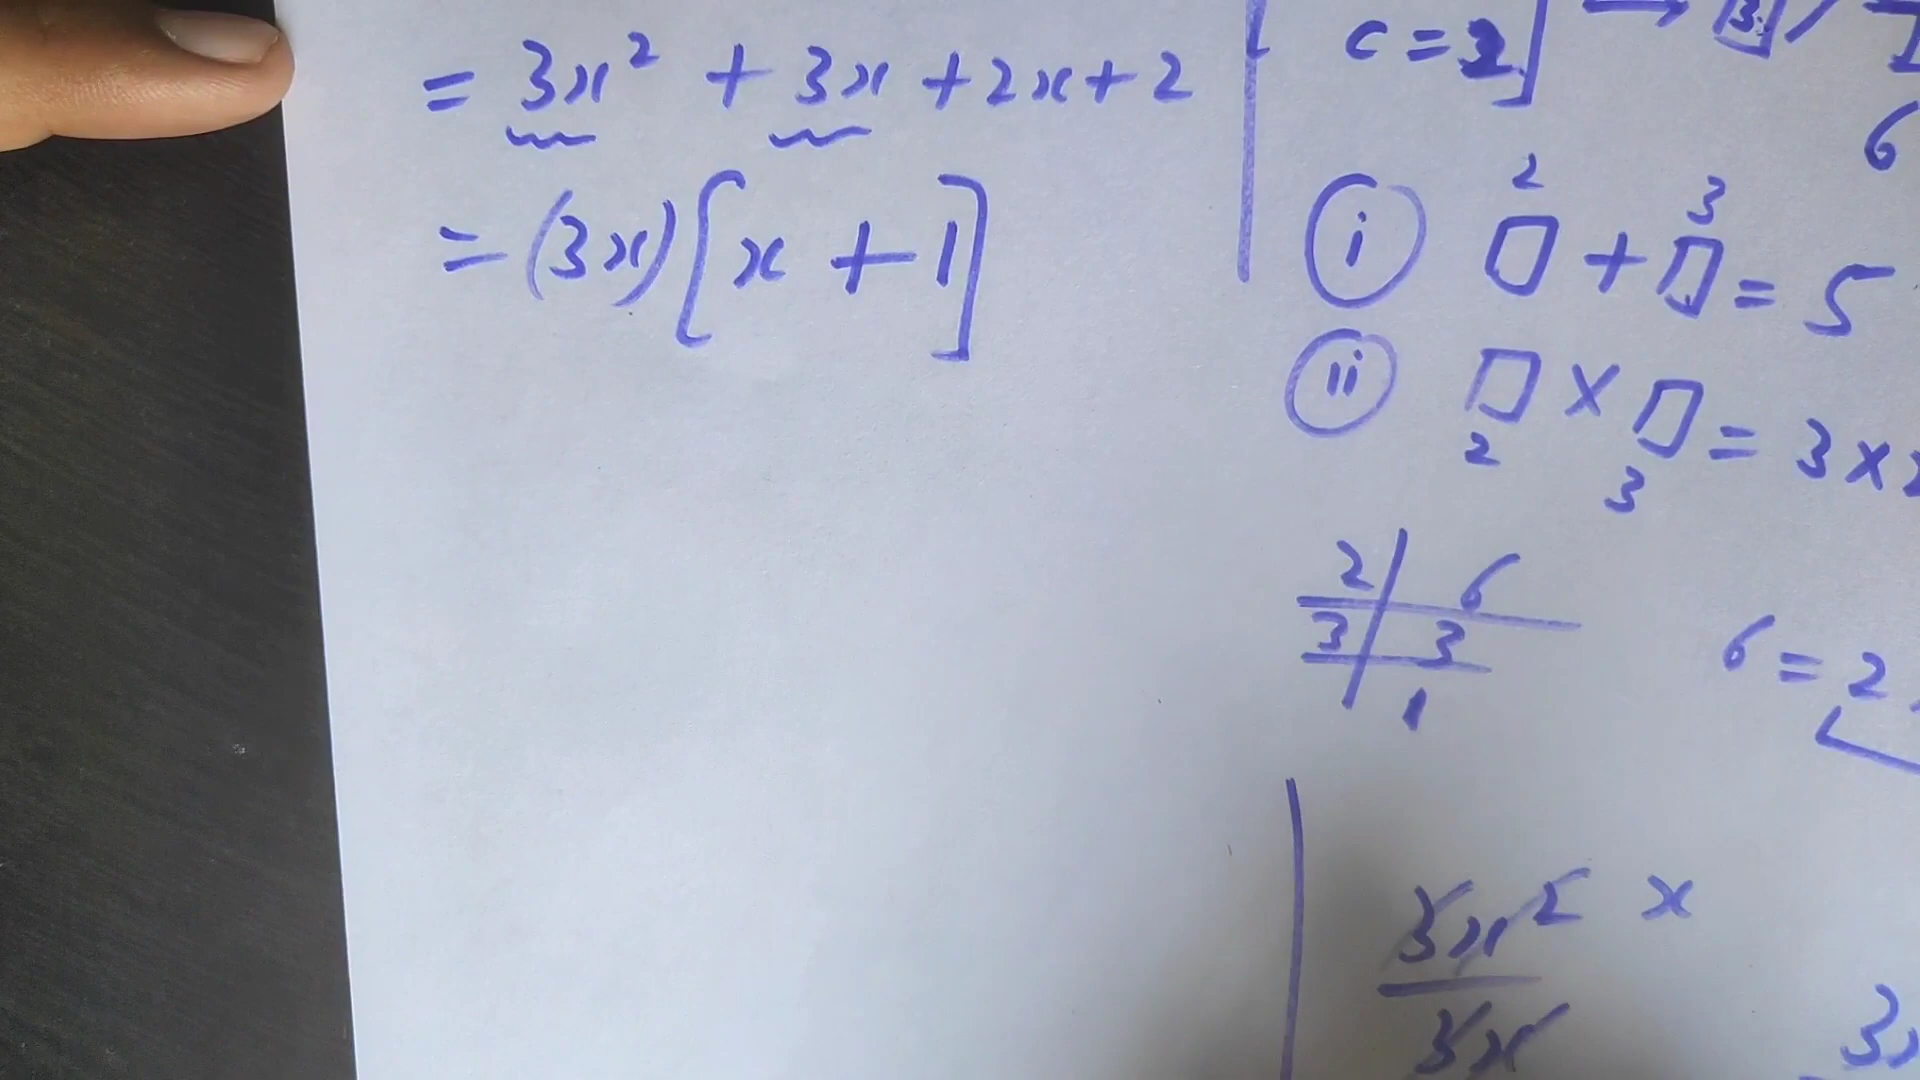 = 3x² + 3x + 2x + 2
= (3x) [x + 1]
c = 2]
6
i □ + □ = 5
2 3
ii □ × □ = 3 ×
2 3
2 | 6
3 | 3
1
6 = 2
3x² x
3x